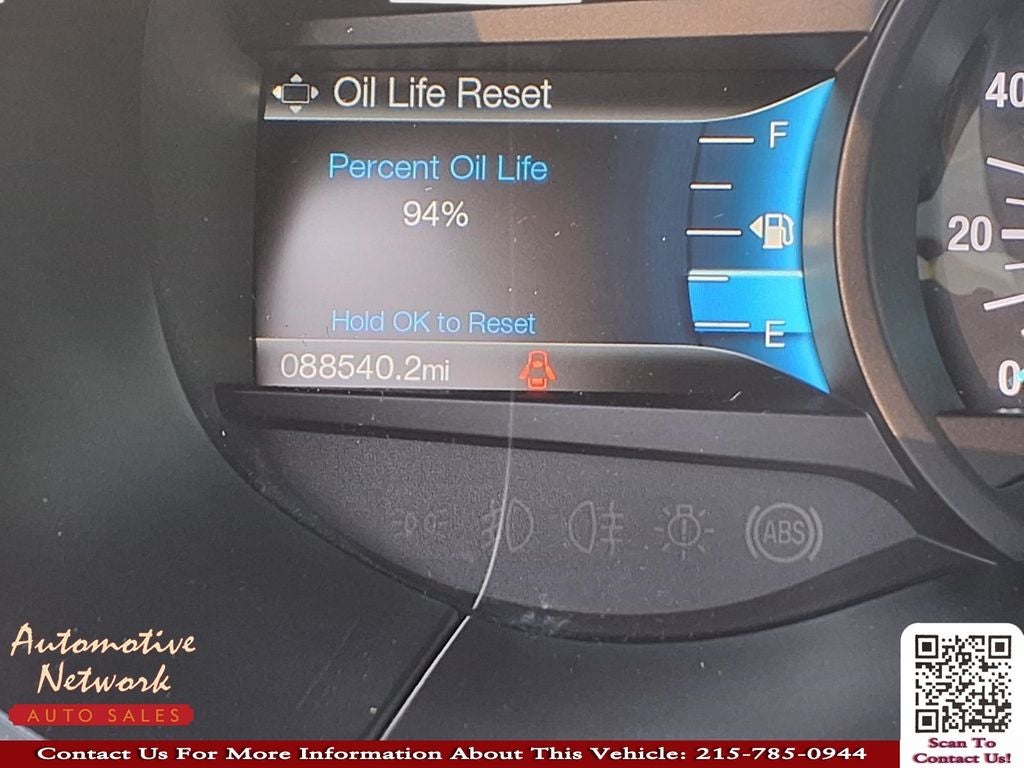 Oil Life Reset
Percent Oil Life
94%
Hold OK to Reset
088540.2mi
F
E
40
20
0
ABS
Automotive
Network
AUTO SALES
Scan To
Contact Us!
Contact Us For More Information About This Vehicle: 215-785-0944